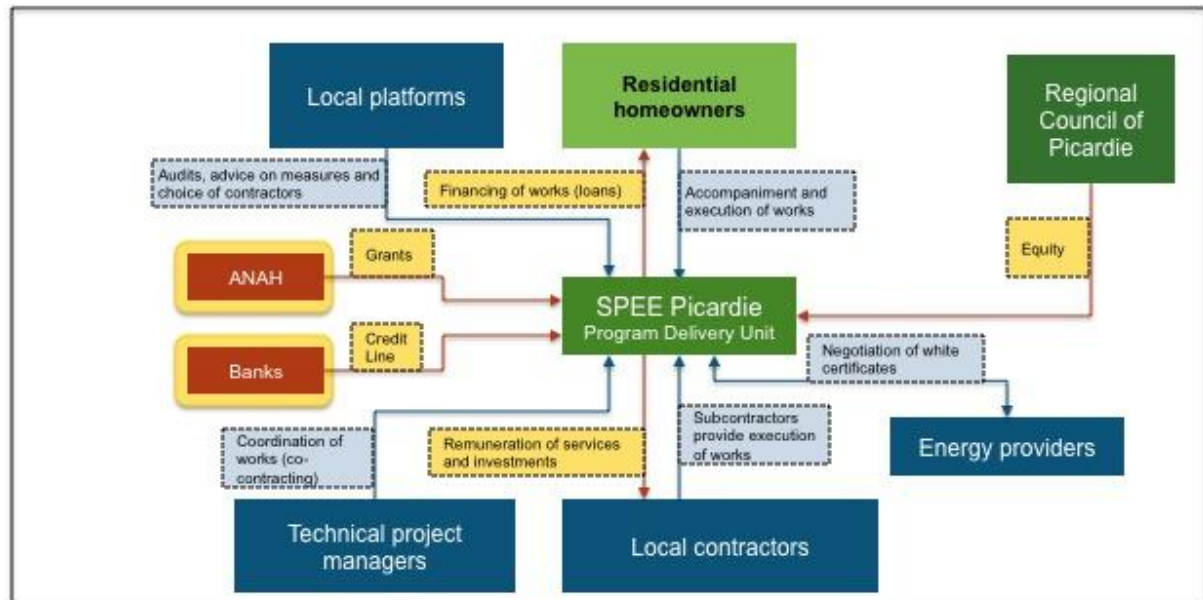 Local platforms
Residential
homeowners
Regional
Council of
Picardie
Audits, advice on measures and
choice of contractors
Financing of works (loans)
Accompaniment and
execution of works
Grants
Equity
ANAH
SPEE Picardie
Program Delivery Unit
Credit
Line
Banks
Negotiation of white
certificates
Coordination of
works (co-
contracting)
Remuneration of services
and investments
Subcontractors
provide execution
of works
Energy providers
Technical project
managers
Local contractors